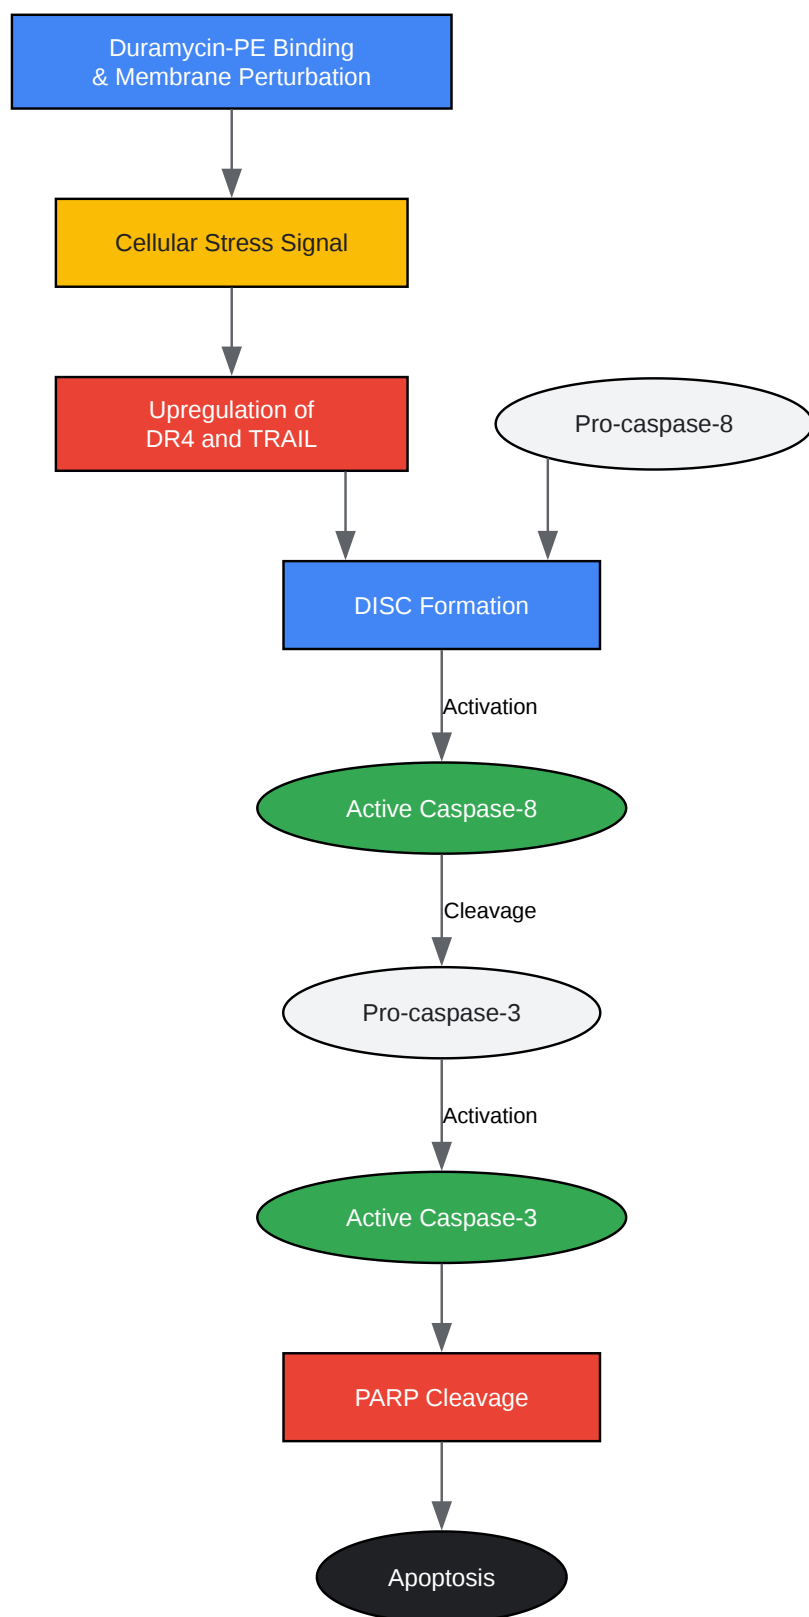 Duramycin-PE Binding
& Membrane Perturbation
Cellular Stress Signal
Upregulation of
DR4 and TRAIL
Pro-caspase-8
DISC Formation
Activation
Active Caspase-8
Cleavage
Pro-caspase-3
Activation
Active Caspase-3
PARP Cleavage
Apoptosis